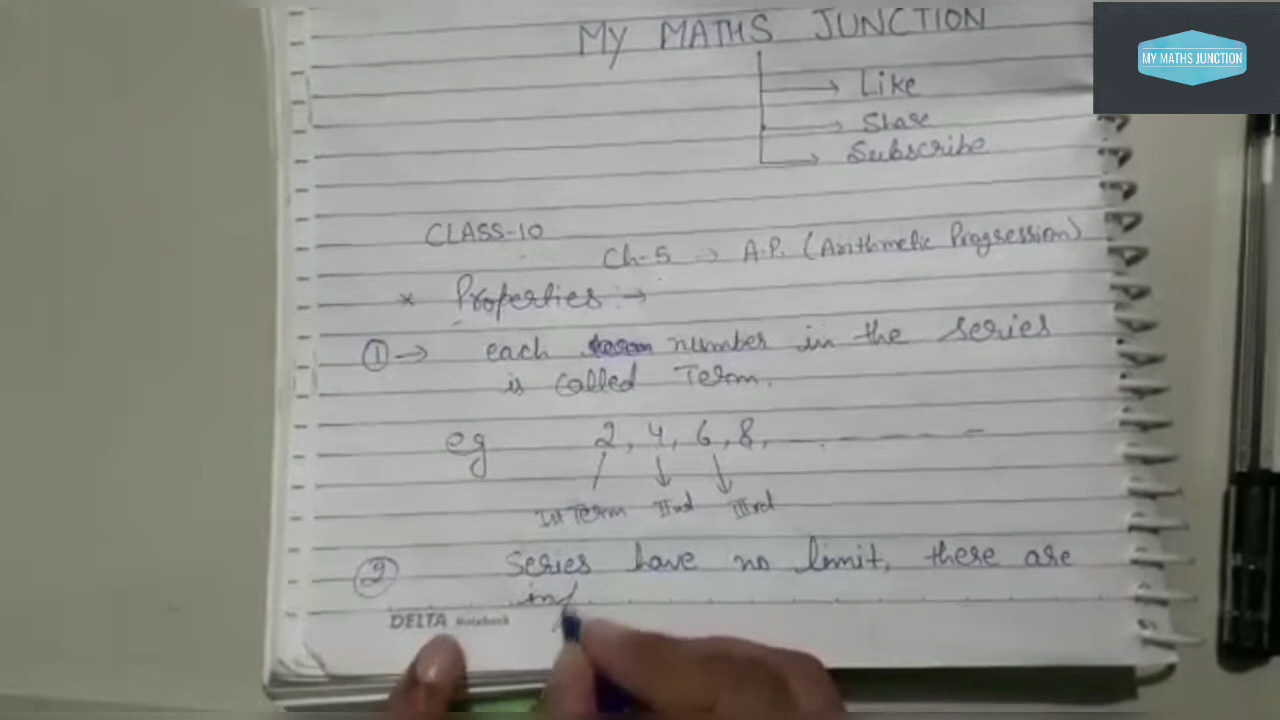 MY MATHS JUNCTION
MY MATHS JUNCTION
Like
Share
Subscribe
CLASS-10
Ch-5 → A.P. (Arithmetic Progression)
* Properties :→
① → each number in the series
is called Term.
eg 2, 4, 6, 8, - - - - - -
Ist Term IInd IIIrd
② Series have no limit, there are
inf
DELTA Notebook